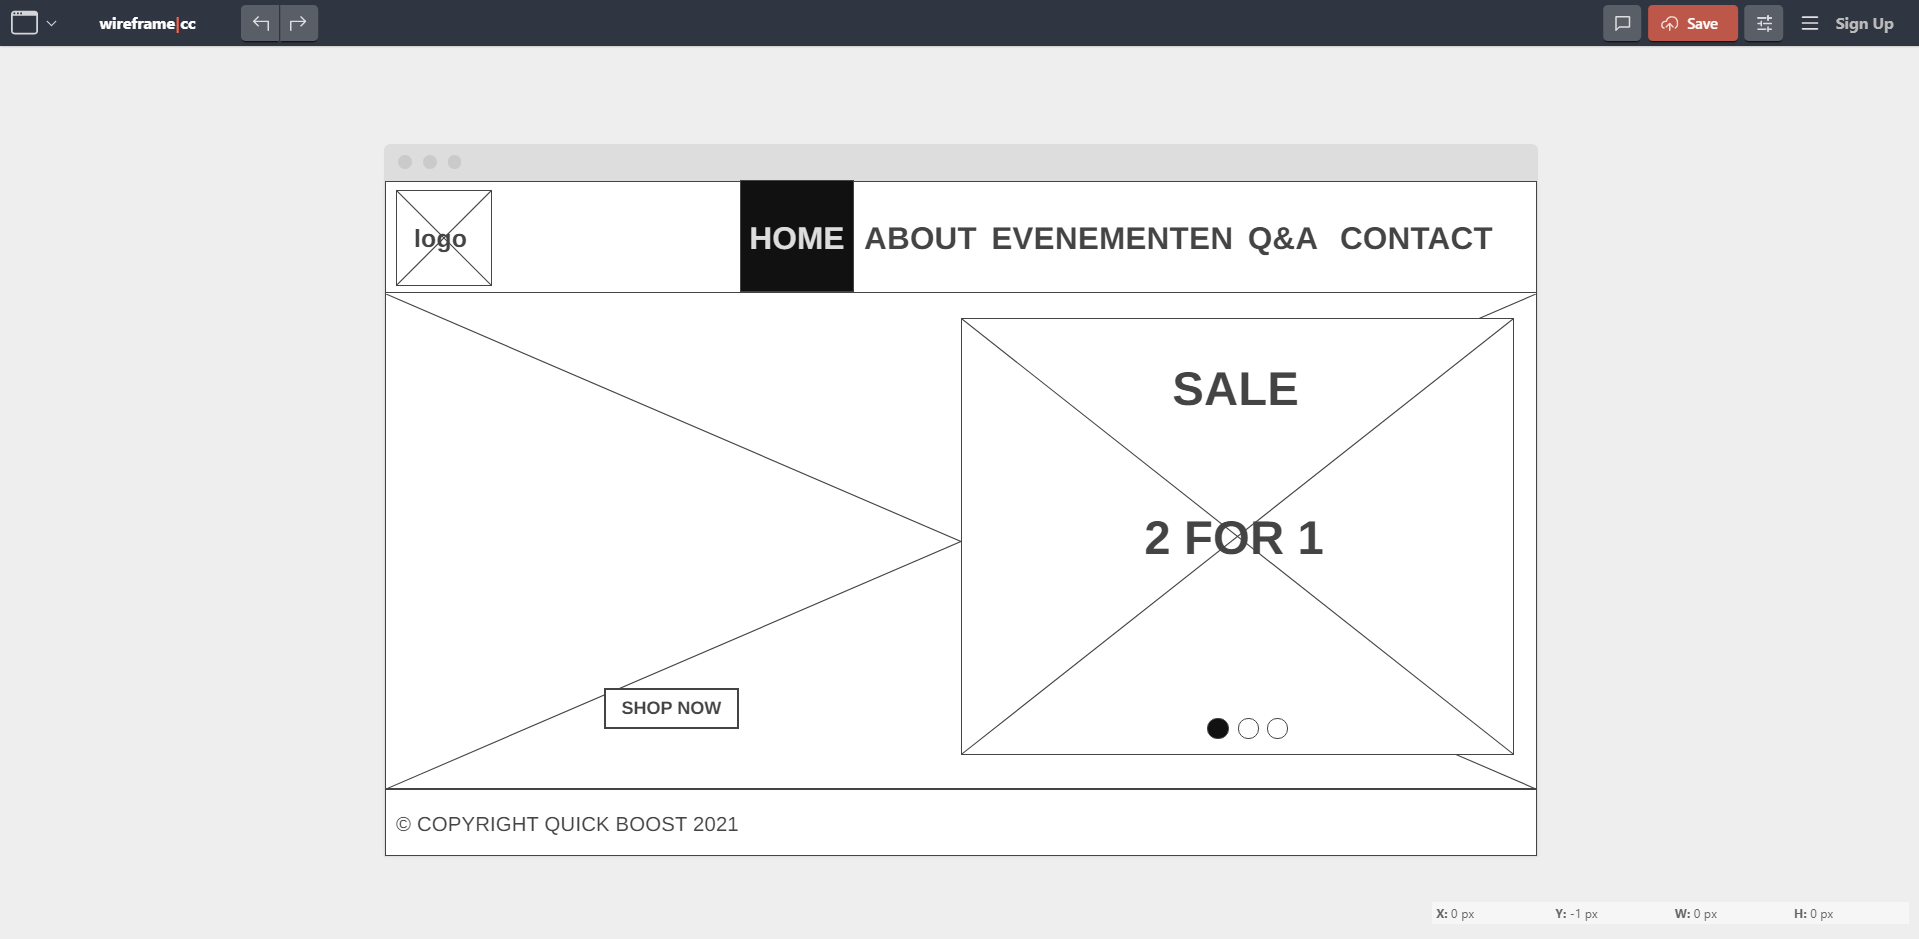 wireframe|cc
Save
Sign Up
logo
HOME ABOUT EVENEMENTEN Q&A CONTACT
SALE
2 FOR 1
SHOP NOW
© COPYRIGHT QUICK BOOST 2021
X: 0 px Y: -1 px W: 0 px H: 0 px